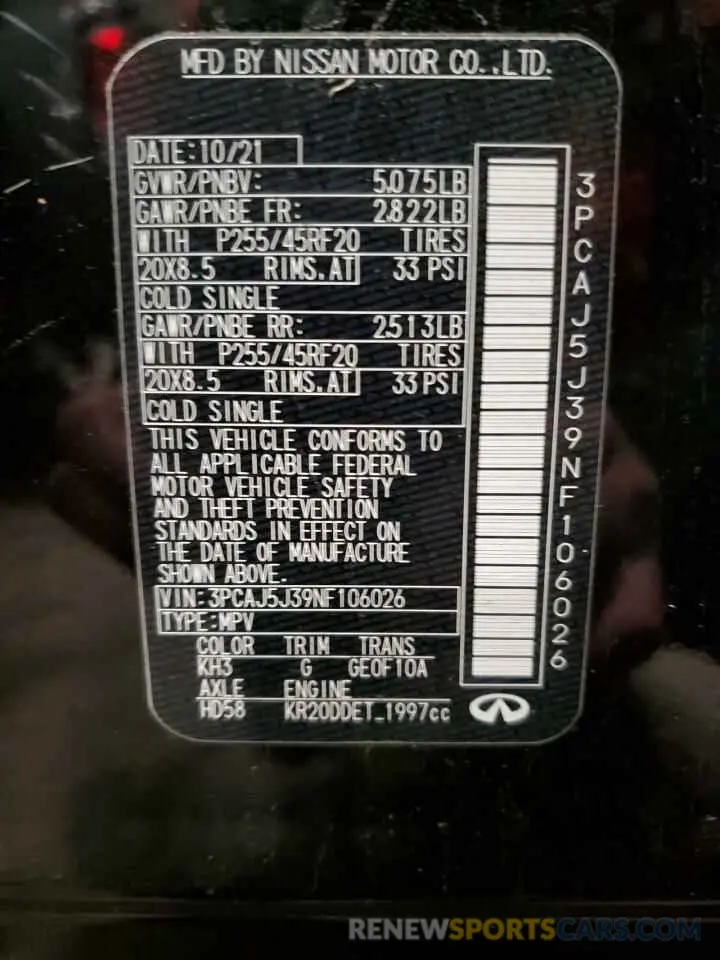 MFD BY NISSAN MOTOR CO.,LTD.
DATE:10/21
GVWR/PNBV: 5075LB
GAWR/PNBE FR: 2822LB
WITH P255/45RF20 TIRES
20X8.5 RIMS.AT 33 PSI
COLD SINGLE
GAWR/PNBE RR: 2513LB
WITH P255/45RF20 TIRES
20X8.5 RIMS.AT 33 PSI
COLD SINGLE
THIS VEHICLE CONFORMS TO
ALL APPLICABLE FEDERAL
MOTOR VEHICLE SAFETY
AND THEFT PREVENTION
STANDARDS IN EFFECT ON
THE DATE OF MANUFACTURE
SHOWN ABOVE.
VIN:3PCAJ5J39NF106026
TYPE:MPV
COLOR TRIM TRANS
KH3 G GE0F10A
AXLE ENGINE
HD58 KR20DDET_1997cc
3PCAJ5J39NF106026
RENEWSPORTSCARS.COM